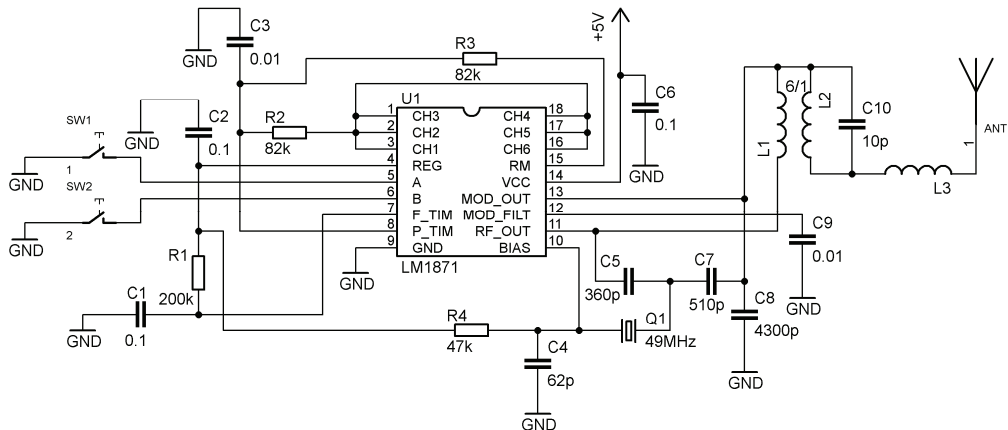 C3
GND
0.01
R3
82k
+5V
U1
C6
0.1
GND
6/1
L2
L1
C10
10p
ANT
1
L3
SW1
1
GND
SW2
2
GND
GND
C2
0.1
R2
82k
1 CH3 CH4 18
2 CH2 CH5 17
3 CH1 CH6 16
4 REG RM 15
5 A VCC 14
6 B MOD_OUT 13
7 F_TIM MOD_FILT 12
8 P_TIM RF_OUT 11
9 GND BIAS 10
LM1871
GND
R1
200k
C1
0.1
GND
R4
47k
C4
62p
GND
C5
360p
C7
510p
Q1
49MHz
C8
4300p
GND
C9
0.01
GND